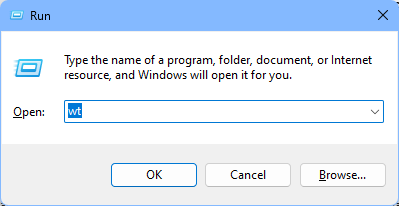 Run
Type the name of a program, folder, document, or Internet
resource, and Windows will open it for you.
Open: wt
OK Cancel Browse...